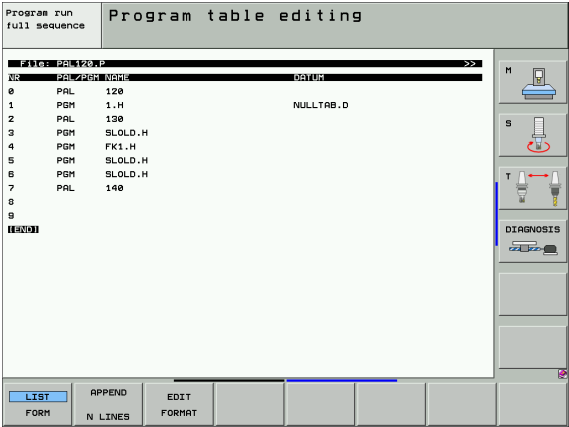 Program run
full sequence
Program table editing
File: PAL120.P >>
NR PAL/PGM NAME DATUM
0 PAL 120
1 PGM 1.H NULLTAB.D
2 PAL 130
3 PGM SLOLD.H
4 PGM FK1.H
5 PGM SLOLD.H
6 PGM SLOLD.H
7 PAL 140
8
9
[END]
M
S
T
DIAGNOSIS
LIST
FORM
APPEND
N LINES
EDIT
FORMAT